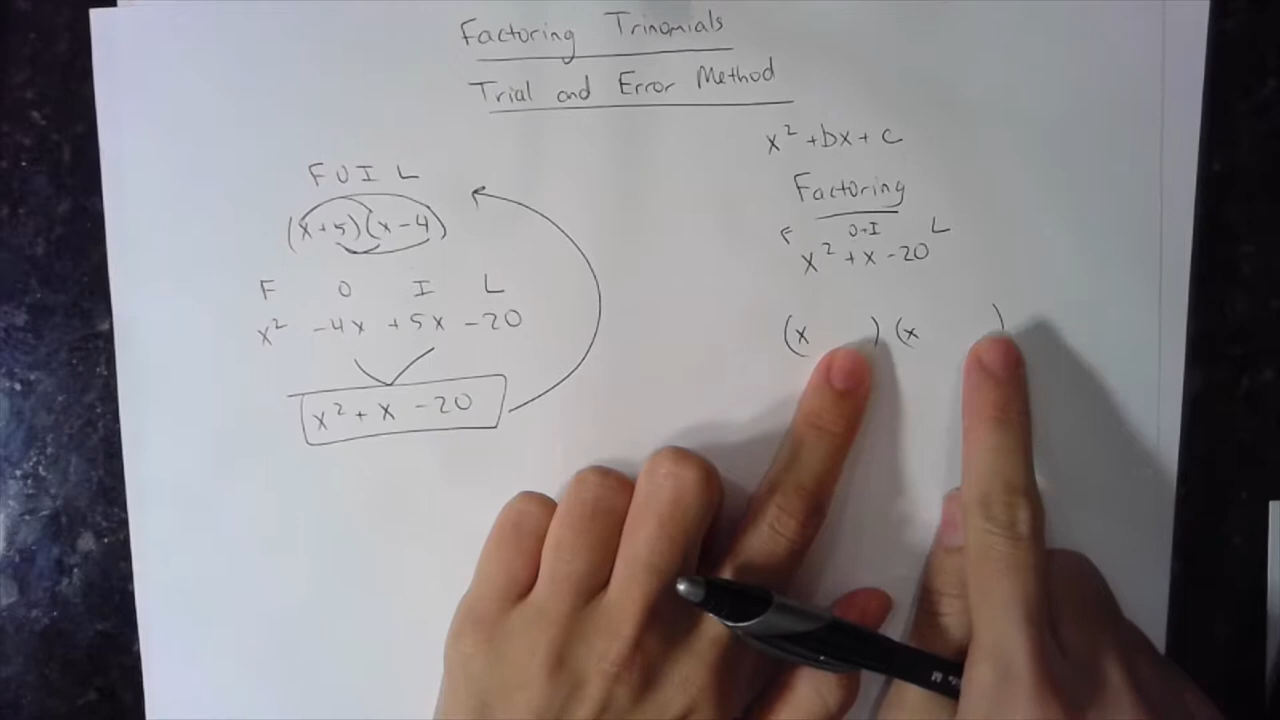 Factoring Trinomials
Trial and Error Method
F O I L
(x+5)(x-4)
F O I L
x² -4x +5x -20
x² + x -20
x² +bx+ c
Factoring
F O+I L
x² +x -20
(x ) (x )